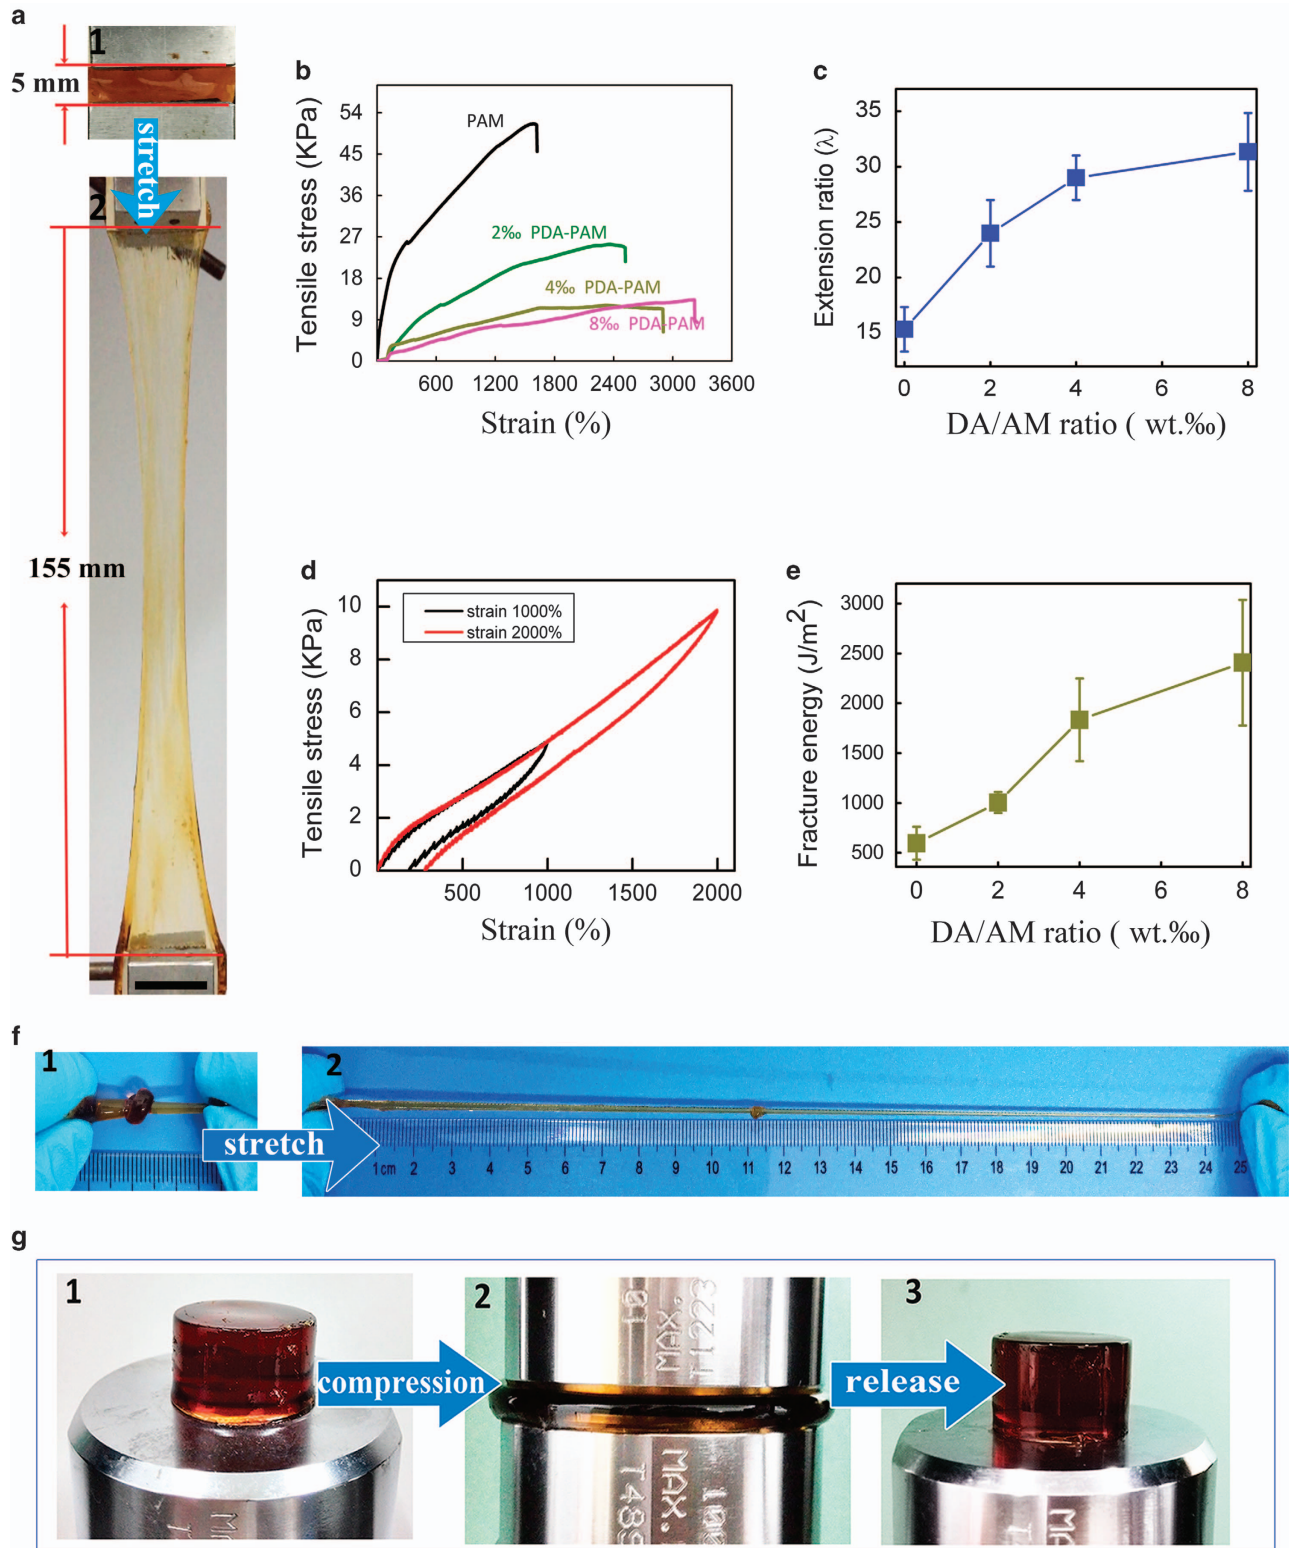 a
1
5 mm
stretch
2
155 mm
b
Tensile stress (KPa)
54
45
36
27
18
9
0
PAM
2‰ PDA-PAM
4‰ PDA-PAM
8‰ PDA-PAM
600 1200 1800 2400 3000 3600
Strain (%)
c
Extension ratio (λ)
35
30
25
20
15
0 2 4 6 8
DA/AM ratio ( wt.‰)
d
Tensile stress (KPa)
10
8
6
4
2
0
strain 1000%
strain 2000%
500 1000 1500 2000
Strain (%)
e
Fracture energy (J/m²)
3000
2500
2000
1500
1000
500
0 2 4 6 8
DA/AM ratio ( wt.‰)
f
1
stretch
2
1cm 2 3 4 5 6 7 8 9 10 11 12 13 14 15 16 17 18 19 20 21 22 23 24 25
g
1
compression
2
MAX.
T1223
MAX.
release
3